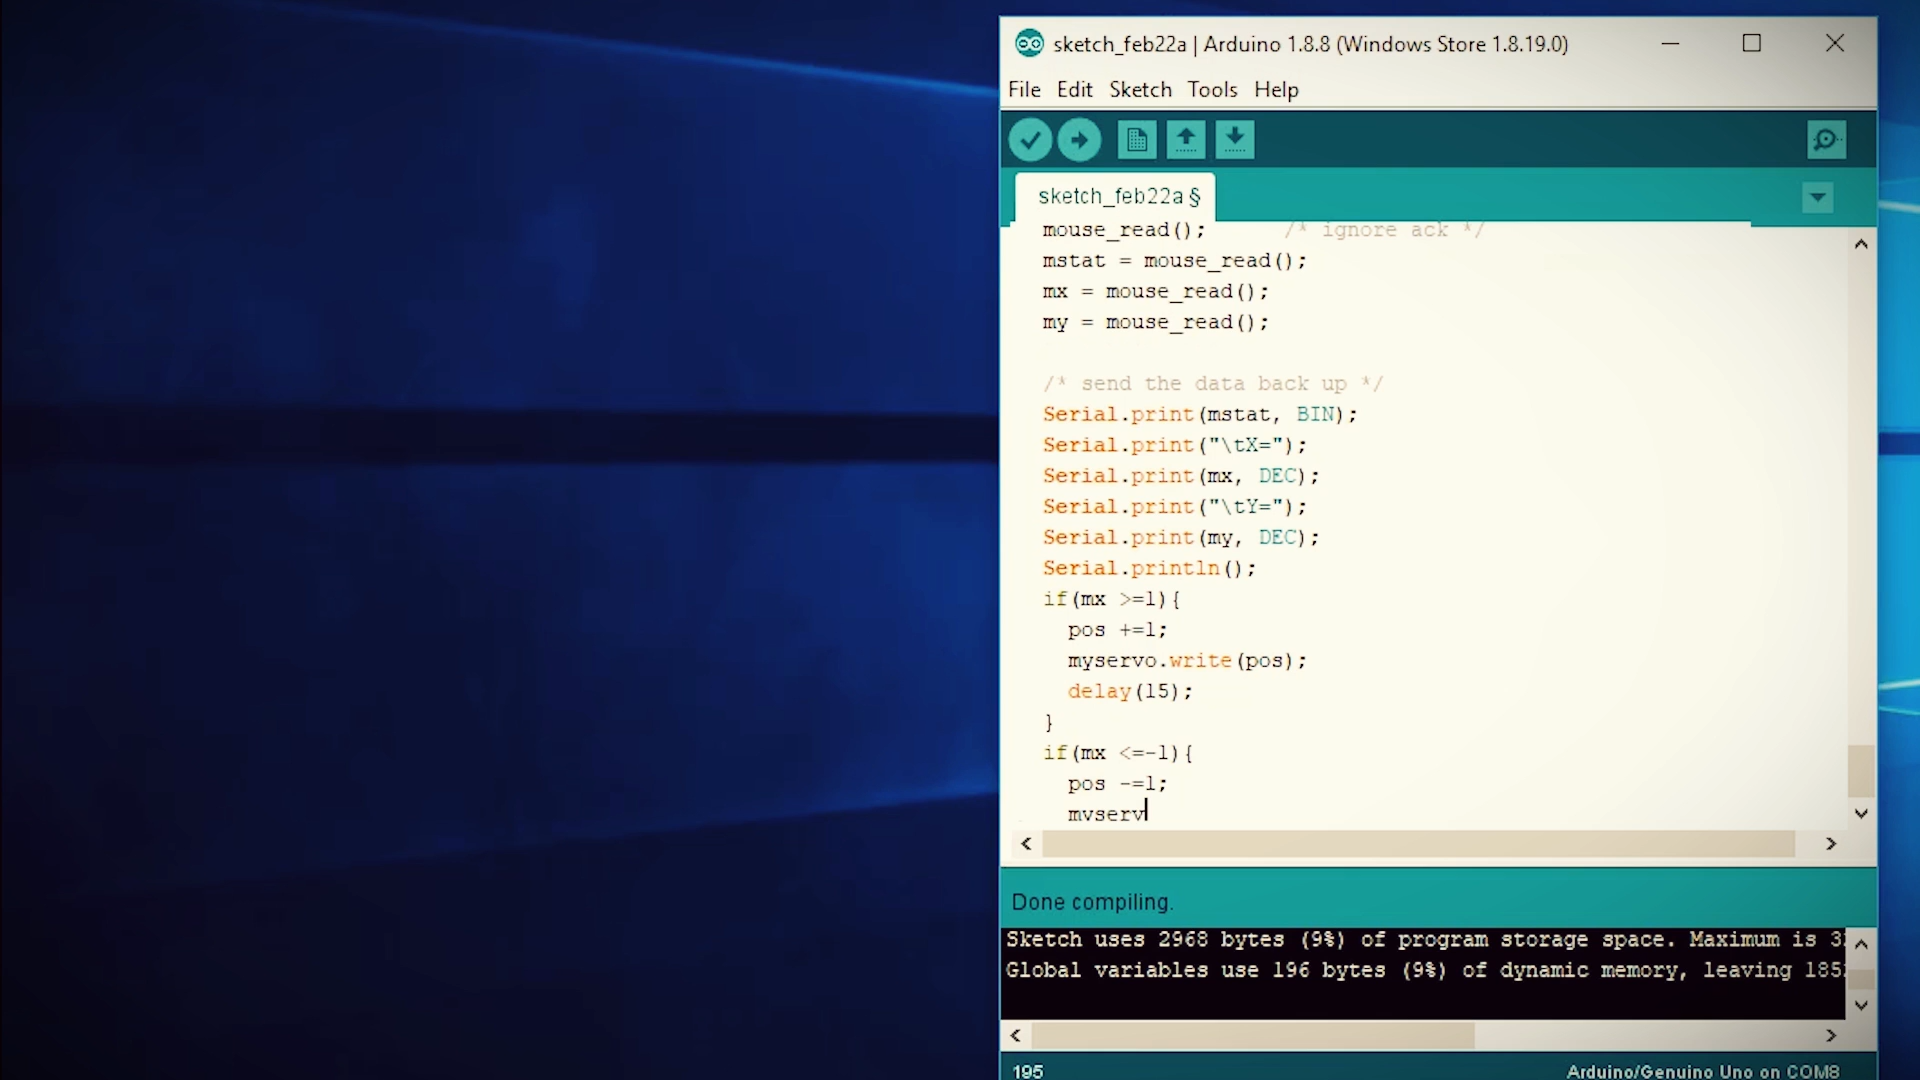 sketch_feb22a | Arduino 1.8.8 (Windows Store 1.8.19.0)
File Edit Sketch Tools Help
sketch_feb22a §
mouse_read(); /* ignore ack */
mstat = mouse_read();
mx = mouse_read();
my = mouse_read();
/* send the data back up */
Serial.print(mstat, BIN);
Serial.print("\tX=");
Serial.print(mx, DEC);
Serial.print("\tY=");
Serial.print(my, DEC);
Serial.println();
if(mx >=1){
pos +=1;
myservo.write(pos);
delay(15);
}
if(mx <=-1){
pos -=1;
myserv
Done compiling.
Sketch uses 2968 bytes (9%) of program storage space. Maximum is 3
Global variables use 196 bytes (9%) of dynamic memory, leaving 185
195
Arduino/Genuino Uno on COM8